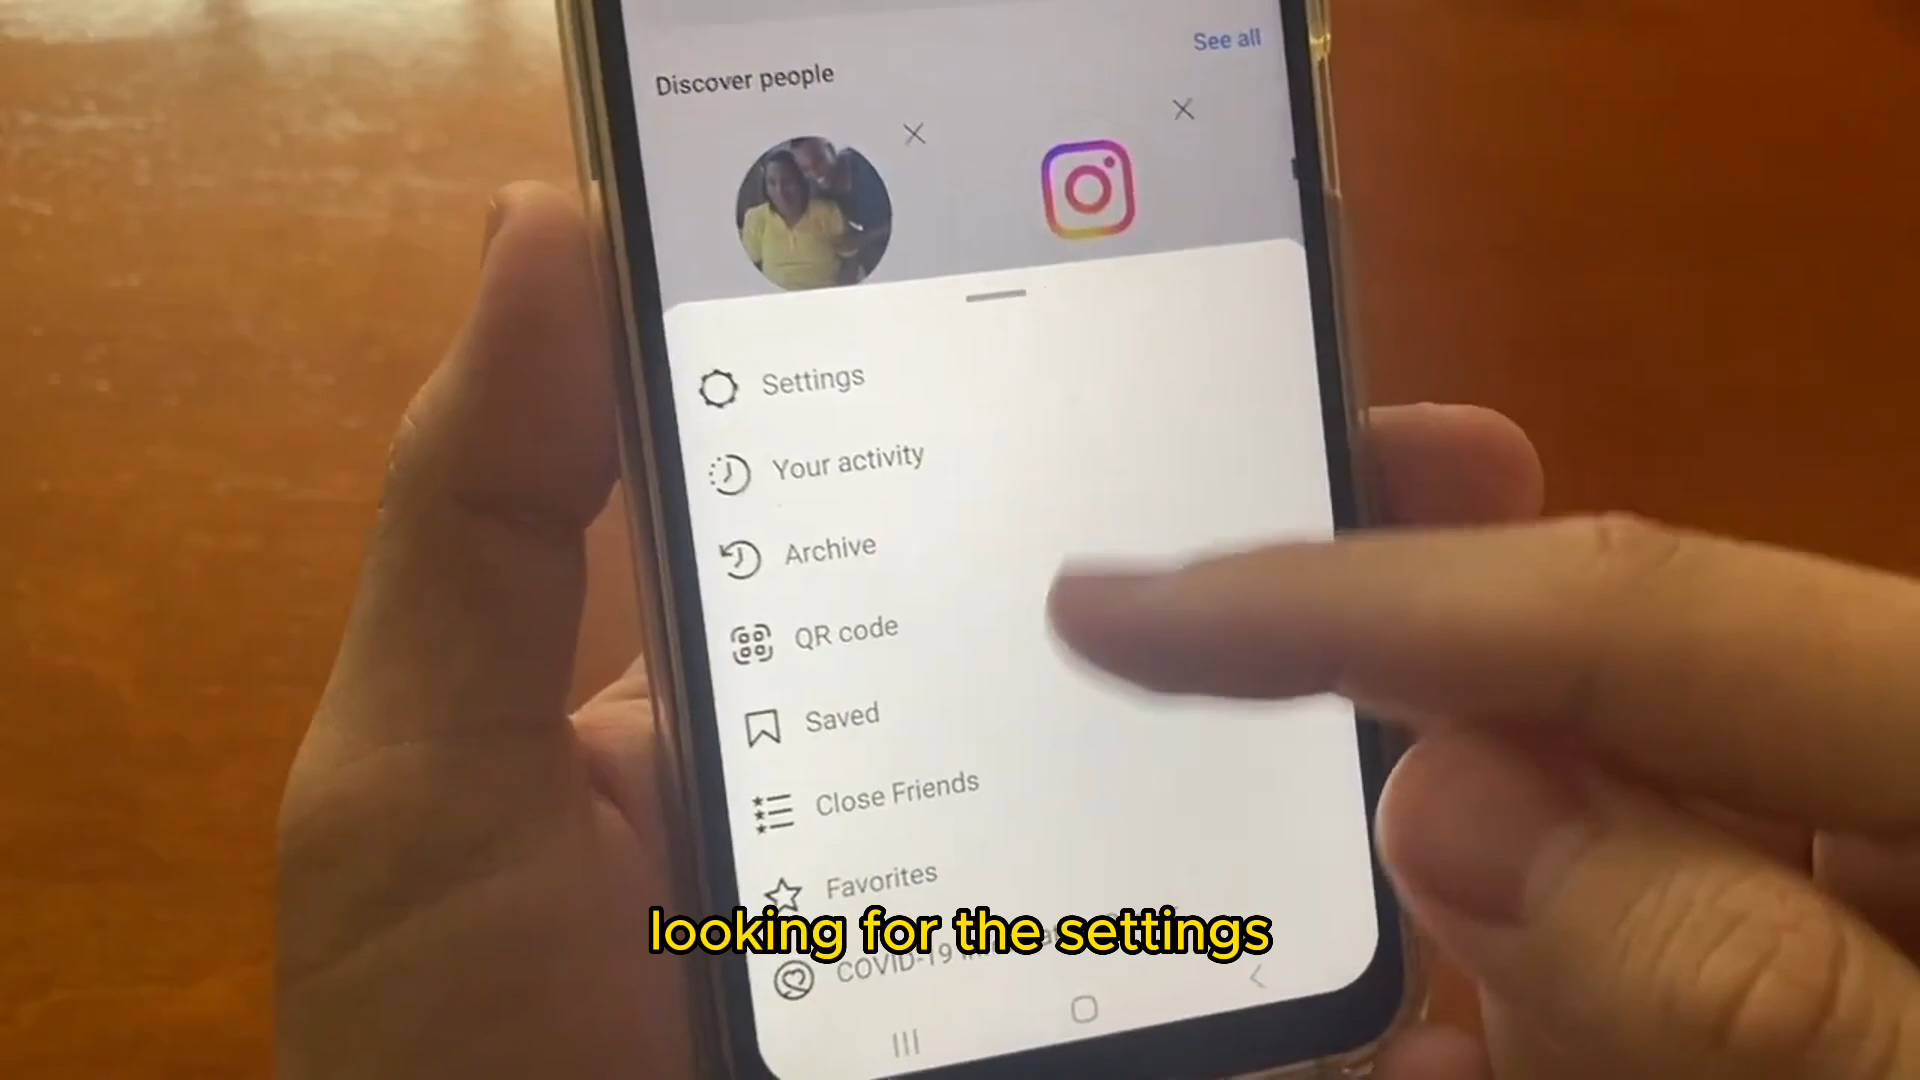 See all
Discover people
Settings
Your activity
Archive
QR code
Saved
Close Friends
Favorites
looking for the settings
COVID-19